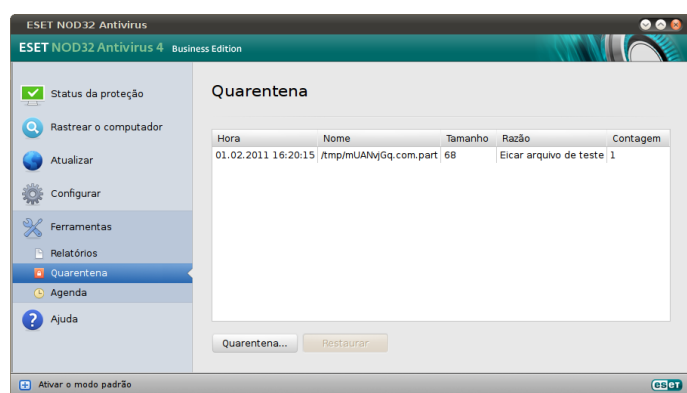 ESET NOD32 Antivirus
ESET NOD32 Antivirus 4 Business Edition
Status da proteção
Rastrear o computador
Atualizar
Configurar
Ferramentas
Relatórios
Quarentena
Agenda
Ajuda
Quarentena
Hora Nome Tamanho Razão Contagem
01.02.2011 16:20:15 /tmp/mUANvjGq.com.part 68 Eicar arquivo de teste 1
Quarentena... Restaurar
Ativar o modo padrão
eset